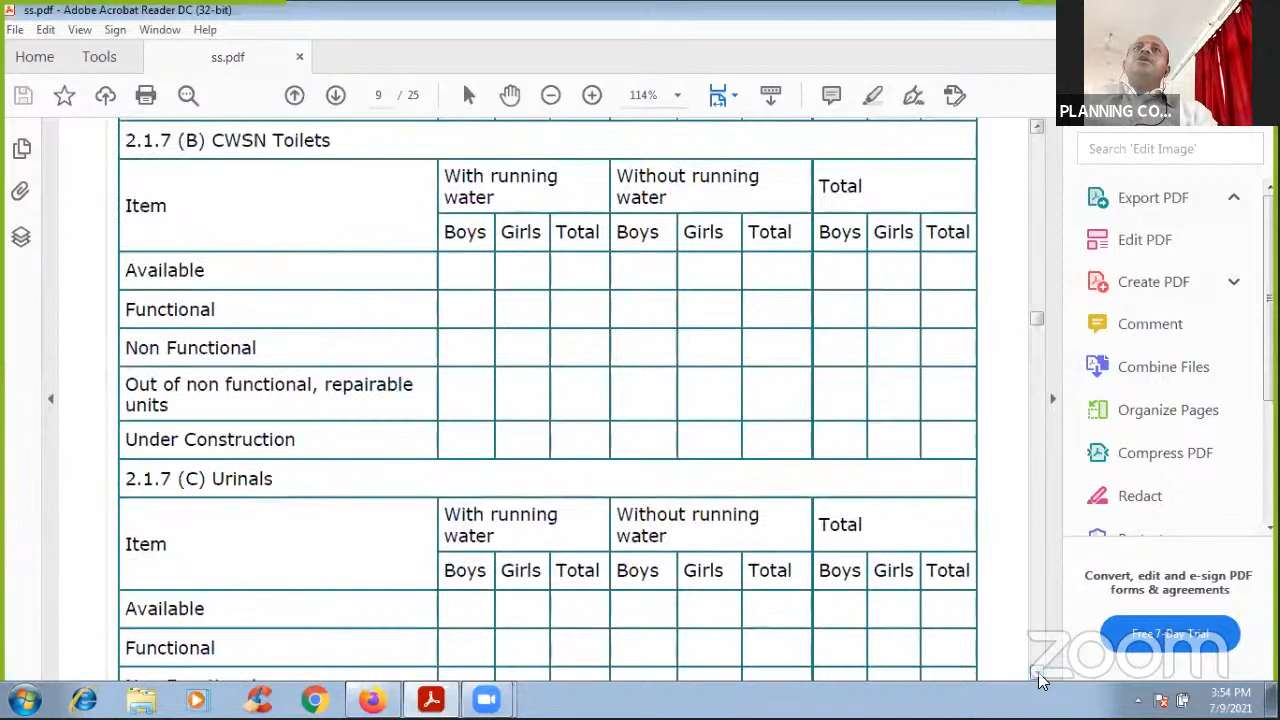 ss.pdf - Adobe Acrobat Reader DC (32-bit)
File Edit View Sign Window Help
Home Tools ss.pdf ×
9 / 25 114%
PLANNING CO...
2.1.7 (B) CWSN Toilets
Item
With running water
Without running water
Total
Boys Girls Total Boys Girls Total Boys Girls Total
Available
Functional
Non Functional
Out of non functional, repairable
units
Under Construction
2.1.7 (C) Urinals
Item
With running water
Without running water
Total
Boys Girls Total Boys Girls Total Boys Girls Total
Available
Functional
Search 'Edit Image'
Export PDF
Edit PDF
Create PDF
Comment
Combine Files
Organize Pages
Compress PDF
Redact
Convert, edit and e-sign PDF
forms & agreements
Free 7-Day Trial
zoom
3:54 PM
7/9/2021